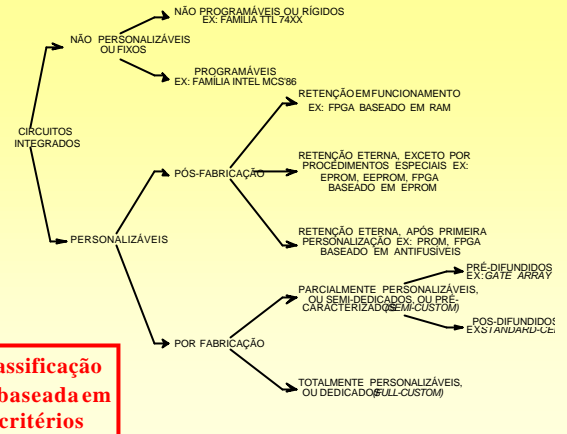 NÃO PROGRAMÁVEIS OU RÍGIDOS
EX: FAMÍLIA TTL 74XX
NÃO PERSONALIZÁVEIS
OU FIXOS
PROGRAMÁVEIS
EX: FAMÍLIA INTEL MCS'86
RETENÇÃO EM FUNCIONAMENTO
EX: FPGA BASEADO EM RAM
CIRCUITOS
INTEGRADOS
PÓS-FABRICAÇÃO
RETENÇÃO ETERNA, EXCETO POR
PROCEDIMENTOS ESPECIAIS EX:
EPROM, EEPROM, FPGA
BASEADO EM EPROM
PERSONALIZÁVEIS
RETENÇÃO ETERNA, APÓS PRIMEIRA
PERSONALIZAÇÃO EX: PROM, FPGA
BASEADO EM ANTIFUSÍVEIS
PRÉ-DIFUNDIDOS
EX: GATE ARRAY
PARCIALMENTE PERSONALIZÁVEIS,
OU SEMI-DEDICADOS, OU PRÉ-
CARACTERIZADOS (SEMI-CUSTOM)
PÓS-DIFUNDIDOS
EX STANDARD-CE
POR FABRICAÇÃO
TOTALMENTE PERSONALIZÁVEIS,
OU DEDICADOS (FULL-CUSTOM)
assificação
baseada em
critérios